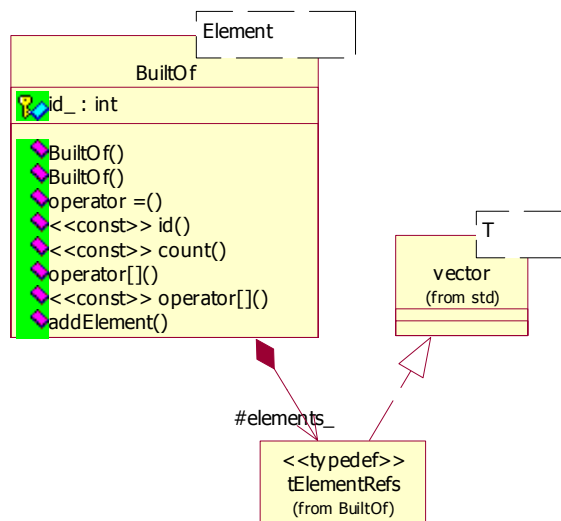 Element
BuiltOf
id_ : int
BuiltOf()
BuiltOf()
operator =()
<<const>> id()
<<const>> count()
operator[]()
<<const>> operator[]()
addElement()
T
vector
(from std)
#elements_
<<typedef>>
tElementRefs
(from BuiltOf)